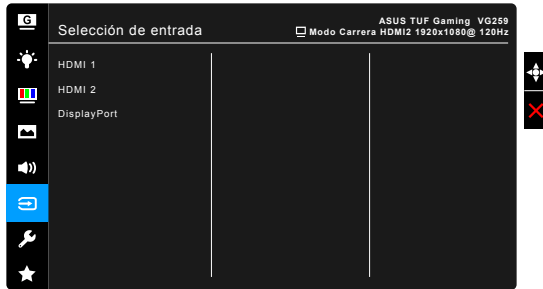 G
Selección de entrada
ASUS TUF Gaming VG259
Modo Carrera HDMI2 1920x1080@ 120Hz
HDMI 1
HDMI 2
DisplayPort